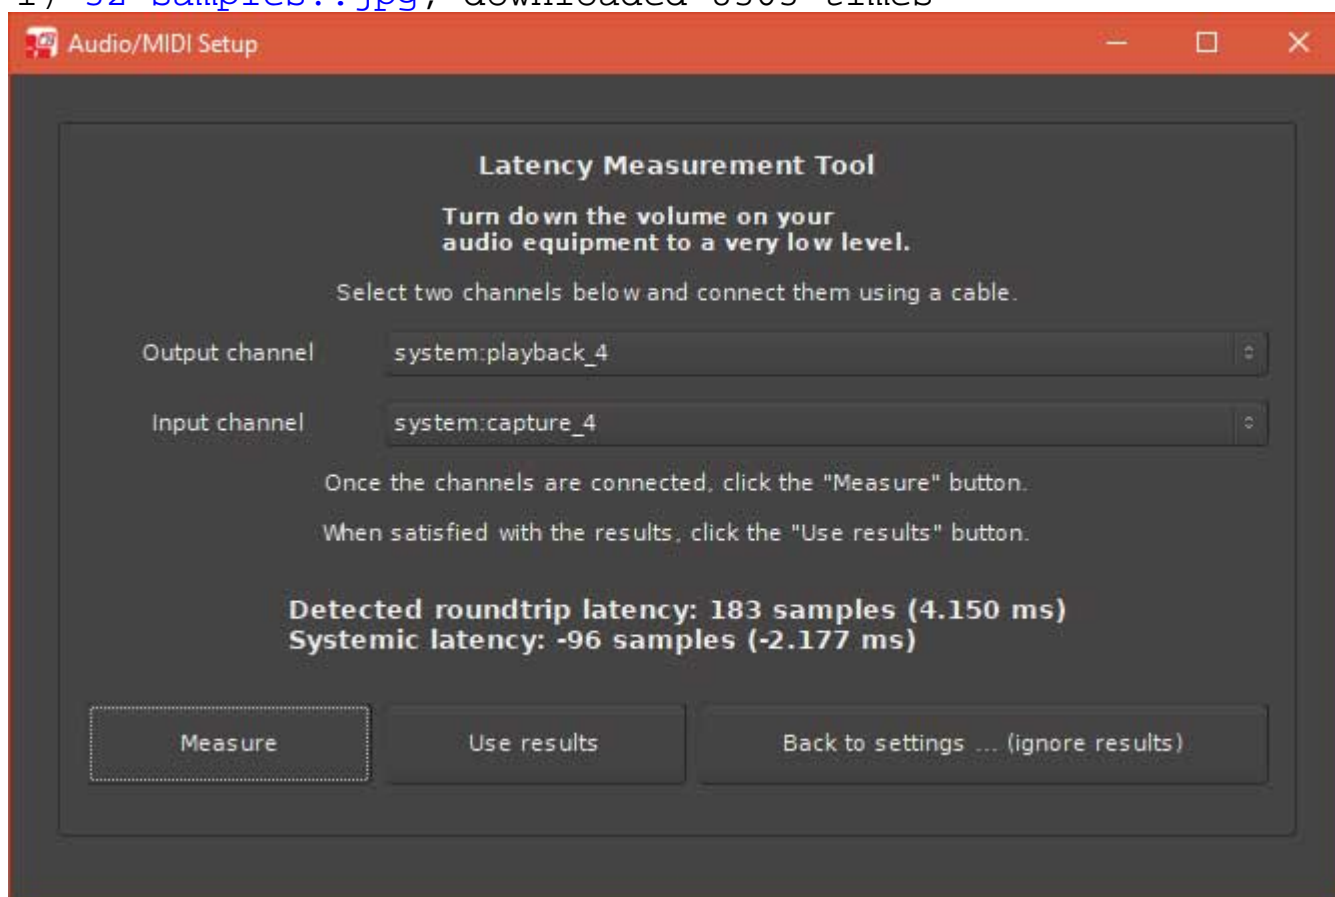 Audio/MIDI Setup
Latency Measurement Tool
Turn down the volume on your
audio equipment to a very low level.
Select two channels below and connect them using a cable.
Output channel system:playback_4
Input channel system:capture_4
Once the channels are connected, click the "Measure" button.
When satisfied with the results, click the "Use results" button.
Detected roundtrip latency: 183 samples (4.150 ms)
Systemic latency: -96 samples (-2.177 ms)
Measure Use results Back to settings ... (ignore results)